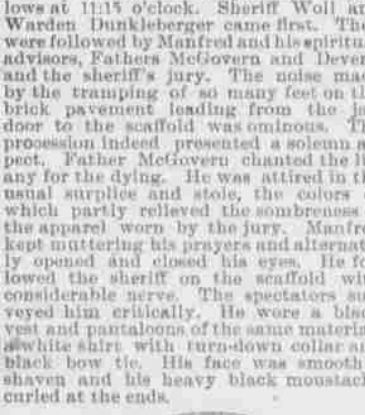 lows at 11:15 o'clock. Sheriff Woll an
Warden Dunkleberger came first. The
were followed by Manfred and his spiritu
advisors, Fathers McGovern and Dever
and the sheriff's jury. The noise mad
by the tramping of so many feet on th
brick pavement leading from the ja
door to the scaffold was ominous. Th
procession indeed presented a solemn a
pect. Father McGovern chanted the li
any for the dying. He was attired in th
usual surplice and stole, the colors o
which partly relieved the sombreness
the apparel worn by the jury. Manfre
kept muttering his prayers and alternat
ly opened and closed his eyes. He fo
lowed the sheriff on the scaffold wit
considerable nerve. The spectators su
veyed him critically. He wore a blac
vest and pantaloons of the same materia
a white shirt with turn-down collar an
black bow tie. His face was smooth
shaven and his heavy black moustach
curled at the ends.